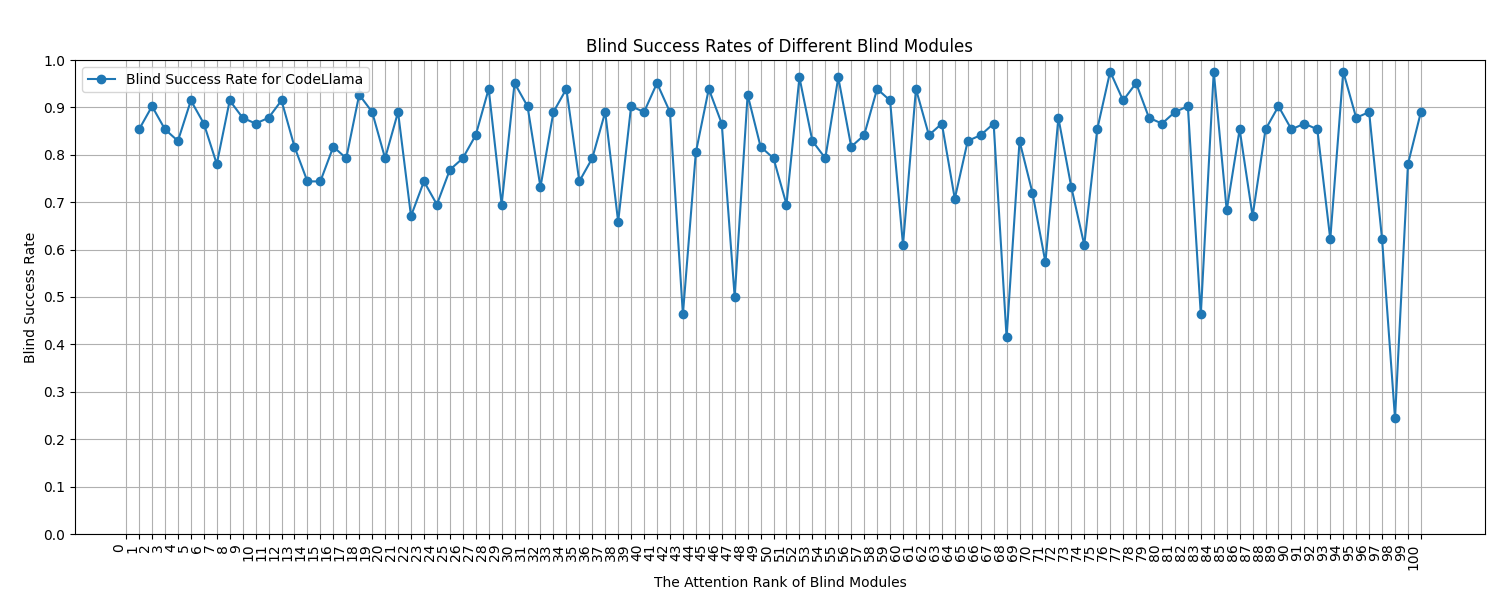 Blind Success Rates of Different Blind Modules
Blind Success Rate for CodeLlama
Blind Success Rate
1.0
0.9
0.8
0.7
0.6
0.5
0.4
0.3
0.2
0.1
0.0
0 1 2 3 4 5 6 7 8 9 10 11 12 13 14 15 16 17 18 19 20 21 22 23 24 25 26 27 28 29 30 31 32 33 34 35 36 37 38 39 40 41 42 43 44 45 46 47 48 49 50 51 52 53 54 55 56 57 58 59 60 61 62 63 64 65 66 67 68 69 70 71 72 73 74 75 76 77 78 79 80 81 82 83 84 85 86 87 88 89 90 91 92 93 94 95 96 97 98 99 100
The Attention Rank of Blind Modules